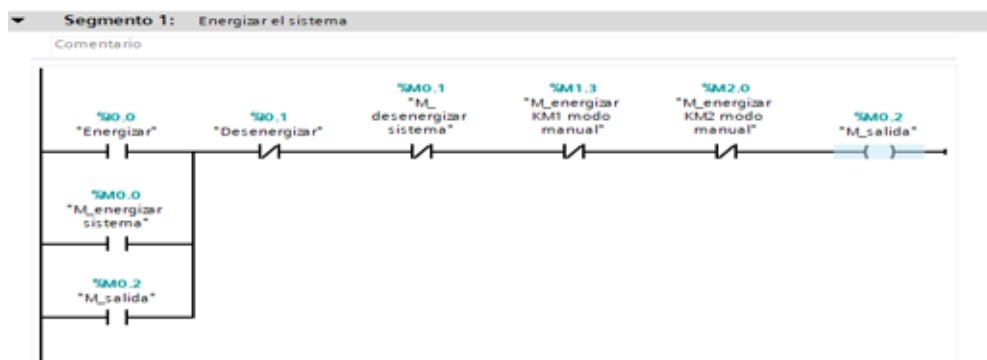 Segmento 1: Energizar el sistema
Comentario
%I0.0
"Energizar"
%I0.1
"Desenergizar"
%M0.1
"M_
desenergizar
sistema"
%M1.3
"M_energizar
KM1 modo
manual"
%M2.0
"M_energizar
KM2 modo
manual"
%M0.2
"M_salida"
%M0.0
"M_energizar
sistema"
%M0.2
"M_salida"